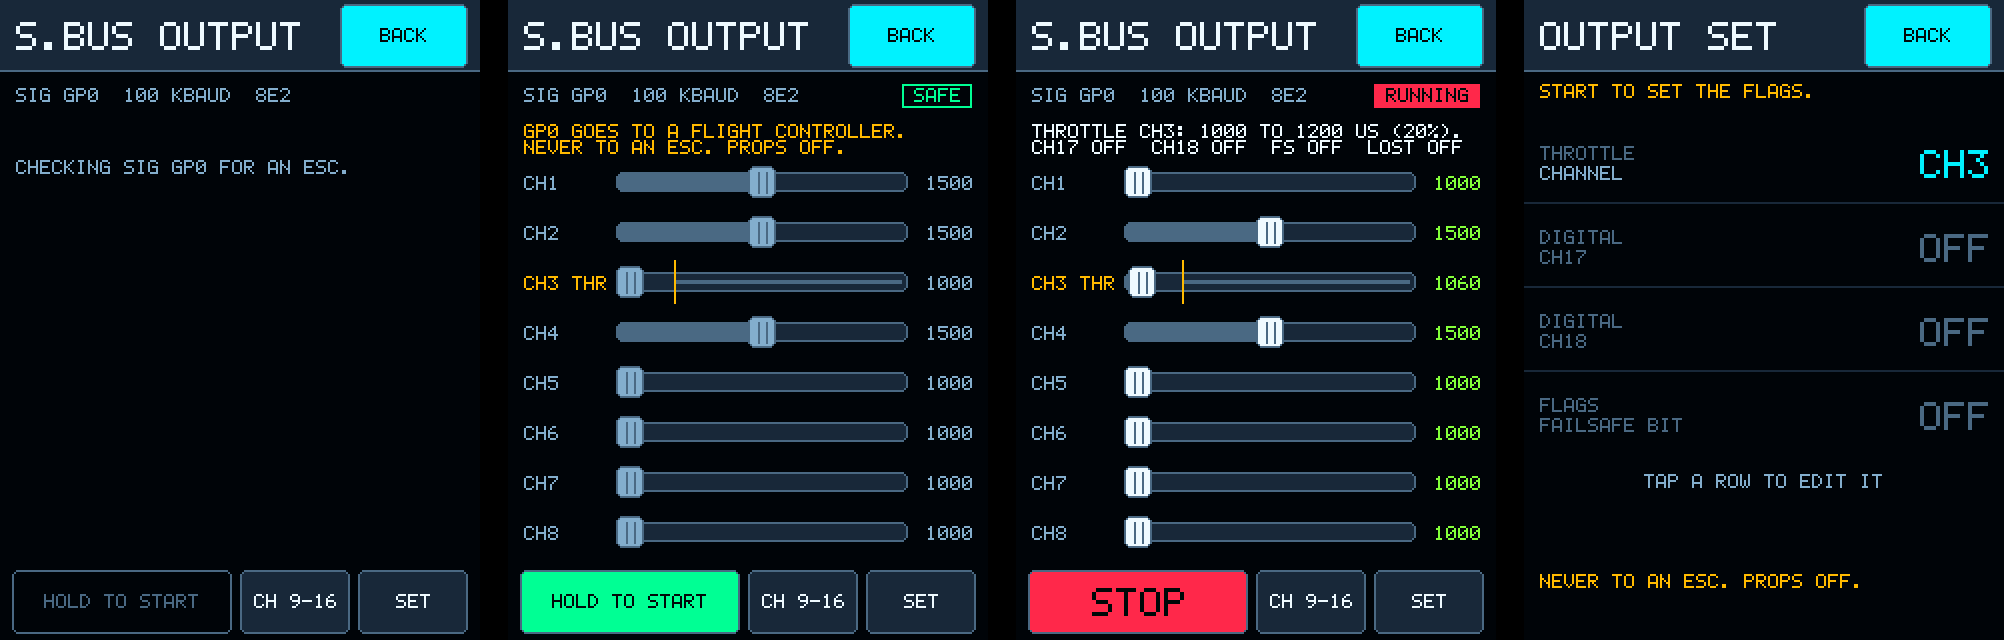 S.BUS OUTPUT BACK
SIG GP0 100 KBAUD 8E2
CHECKING SIG GP0 FOR AN ESC.
HOLD TO START CH 9-16 SET
S.BUS OUTPUT BACK
SIG GP0 100 KBAUD 8E2 SAFE
GP0 GOES TO A FLIGHT CONTROLLER.
NEVER TO AN ESC. PROPS OFF.
CH1 1500
CH2 1500
CH3 THR 1000
CH4 1500
CH5 1000
CH6 1000
CH7 1000
CH8 1000
HOLD TO START CH 9-16 SET
S.BUS OUTPUT BACK
SIG GP0 100 KBAUD 8E2 RUNNING
THROTTLE CH3: 1000 TO 1200 US (20%).
CH17 OFF CH18 OFF FS OFF LOST OFF
CH1 1000
CH2 1500
CH3 THR 1060
CH4 1500
CH5 1000
CH6 1000
CH7 1000
CH8 1000
STOP CH 9-16 SET
OUTPUT SET BACK
START TO SET THE FLAGS.
THROTTLE
CHANNEL CH3
DIGITAL
CH17 OFF
DIGITAL
CH18 OFF
FLAGS
FAILSAFE BIT OFF
TAP A ROW TO EDIT IT
NEVER TO AN ESC. PROPS OFF.